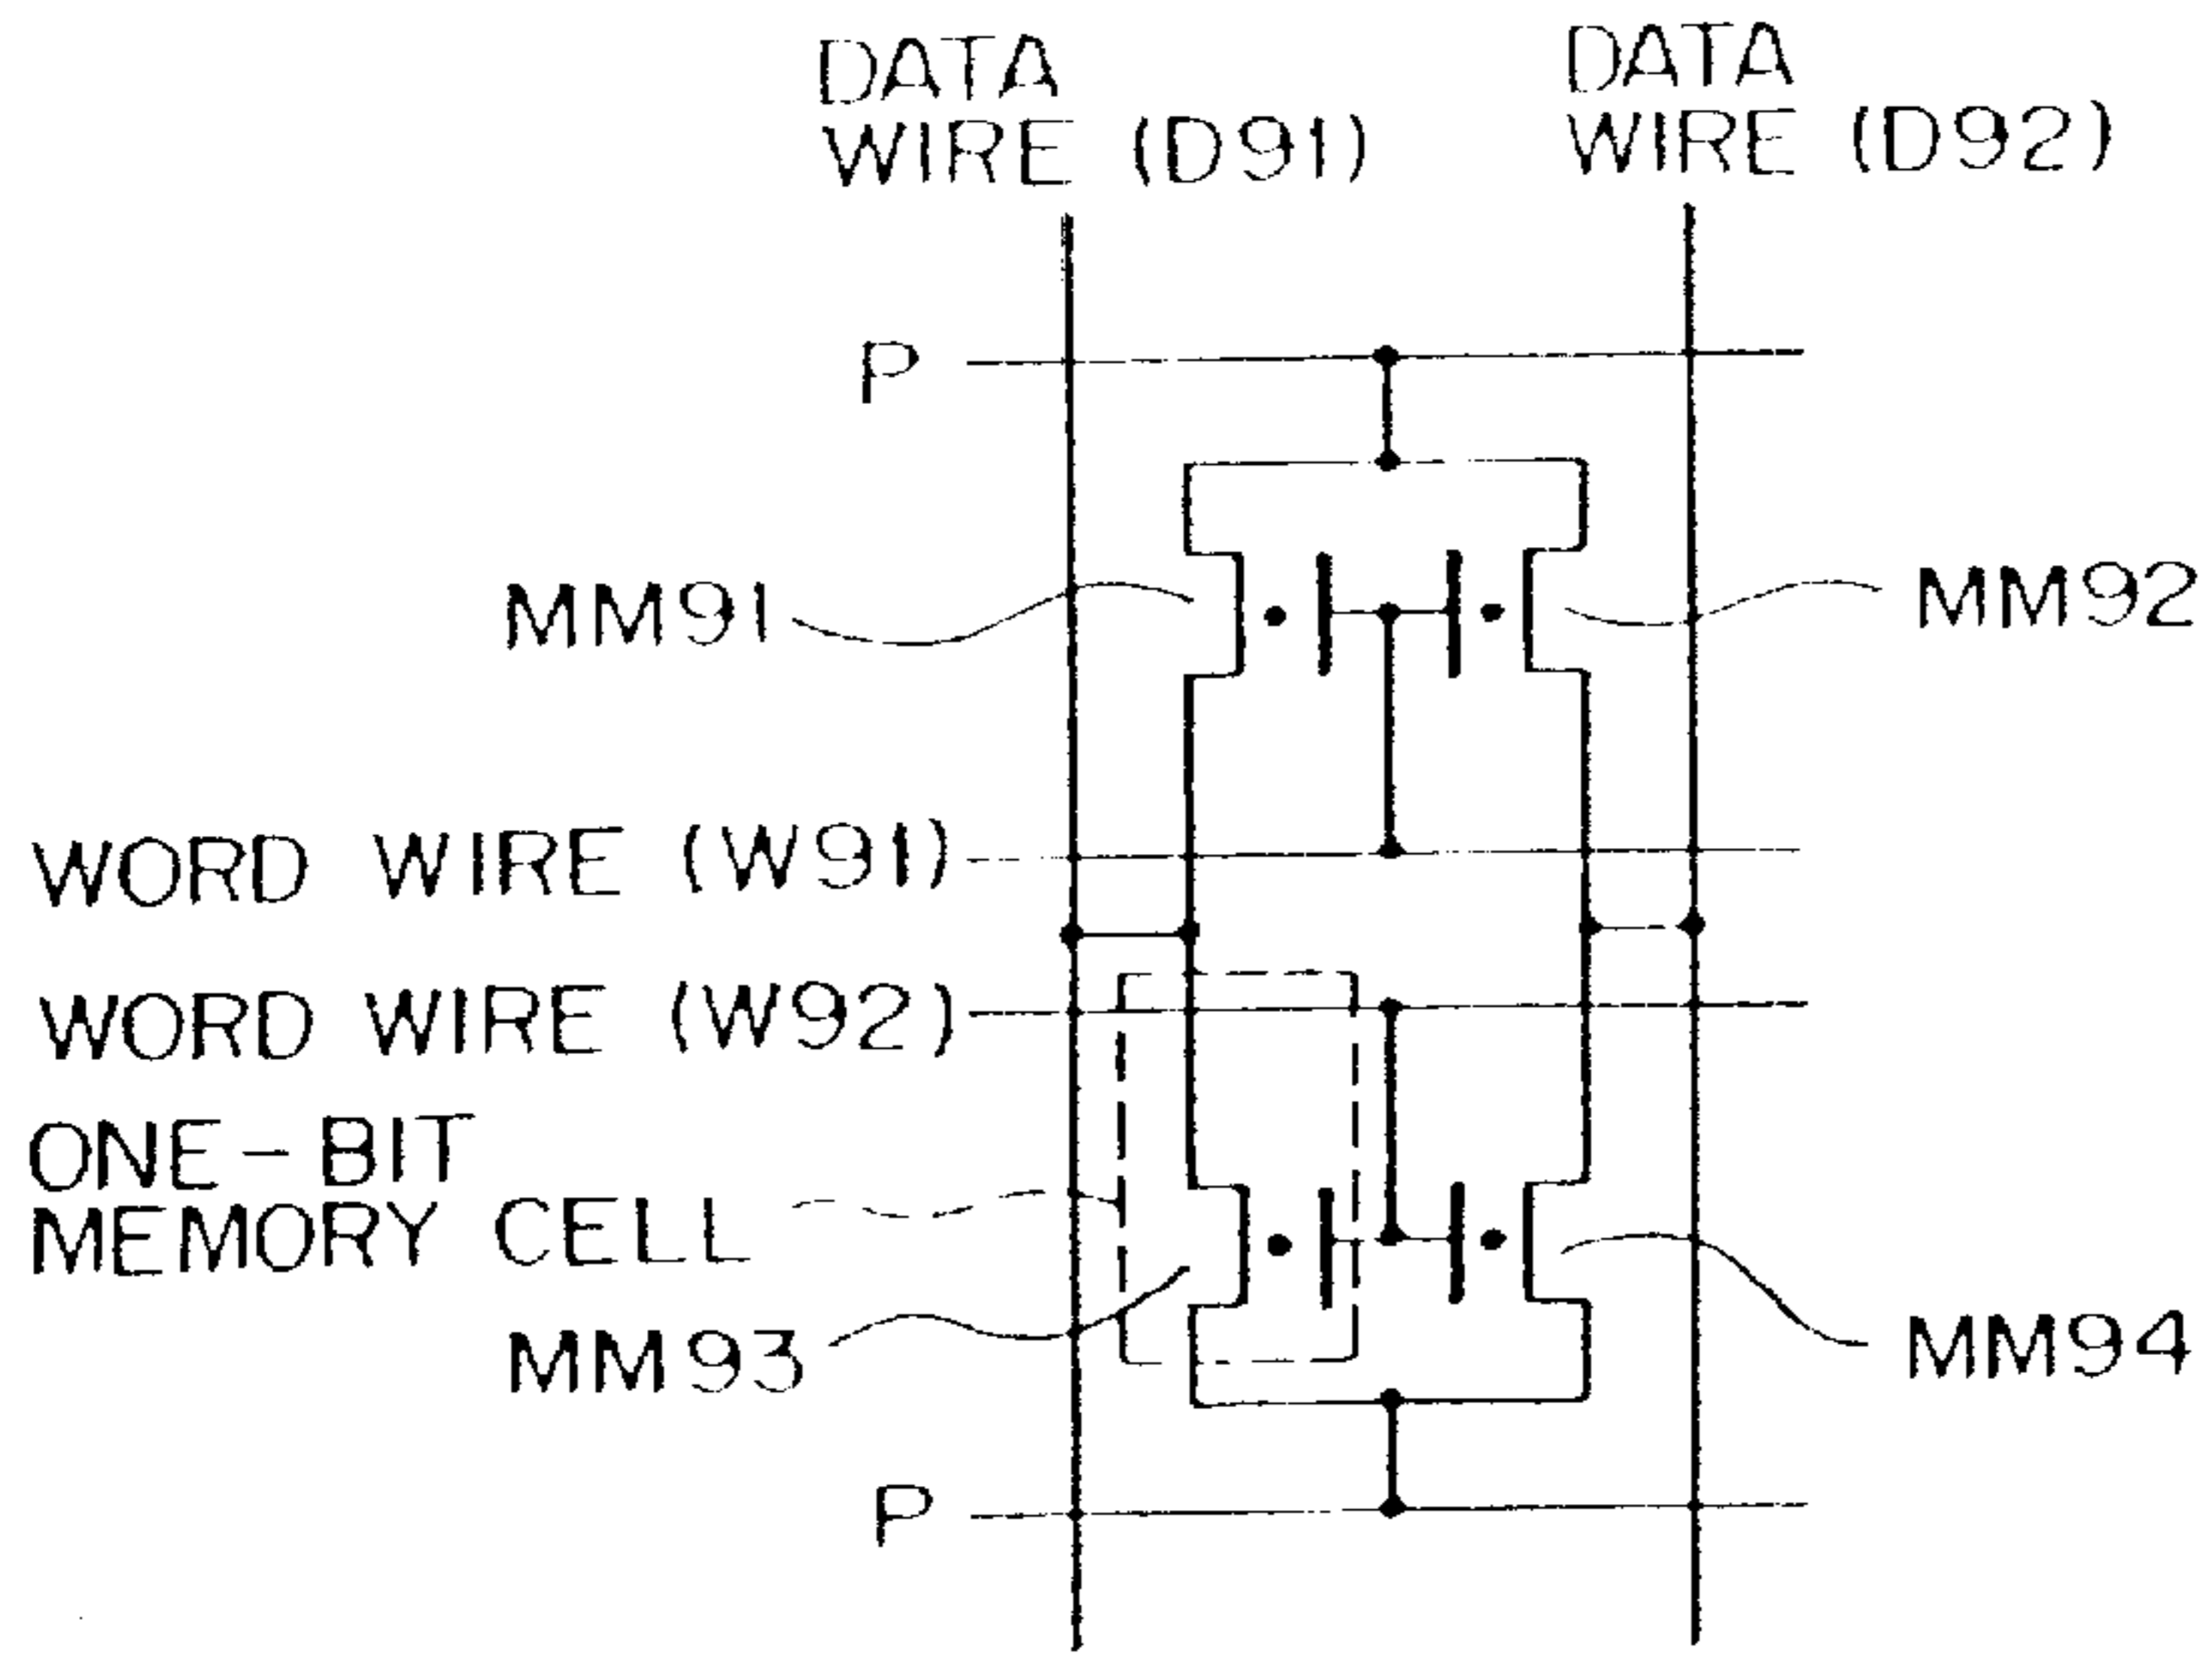 DATA
WIRE (D91)
DATA
WIRE (D92)
P
MM91
MM92
WORD WIRE (W91)
WORD WIRE (W92)
ONE-BIT
MEMORY CELL
MM93
MM94
P